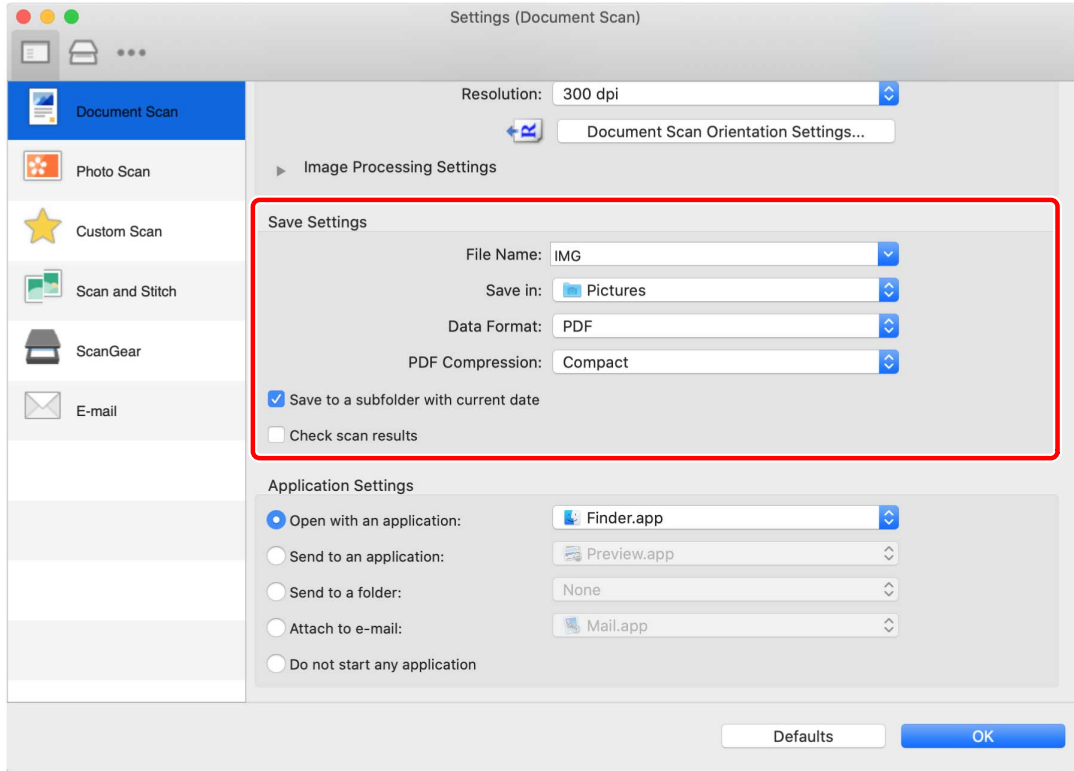 Settings (Document Scan)
Document Scan
Photo Scan
Custom Scan
Scan and Stitch
ScanGear
E-mail
Resolution: 300 dpi
R Document Scan Orientation Settings...
Image Processing Settings
Save Settings
File Name: IMG
Save in: Pictures
Data Format: PDF
PDF Compression: Compact
Save to a subfolder with current date
Check scan results
Application Settings
Open with an application: Finder.app
Send to an application: Preview.app
Send to a folder: None
Attach to e-mail: Mail.app
Do not start any application
Defaults OK